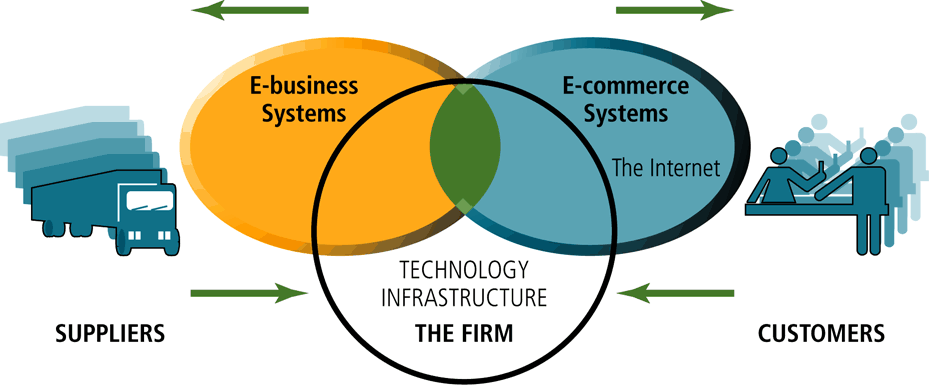 E-business
Systems
E-commerce
Systems
The Internet
TECHNOLOGY
INFRASTRUCTURE
THE FIRM
SUPPLIERS
CUSTOMERS